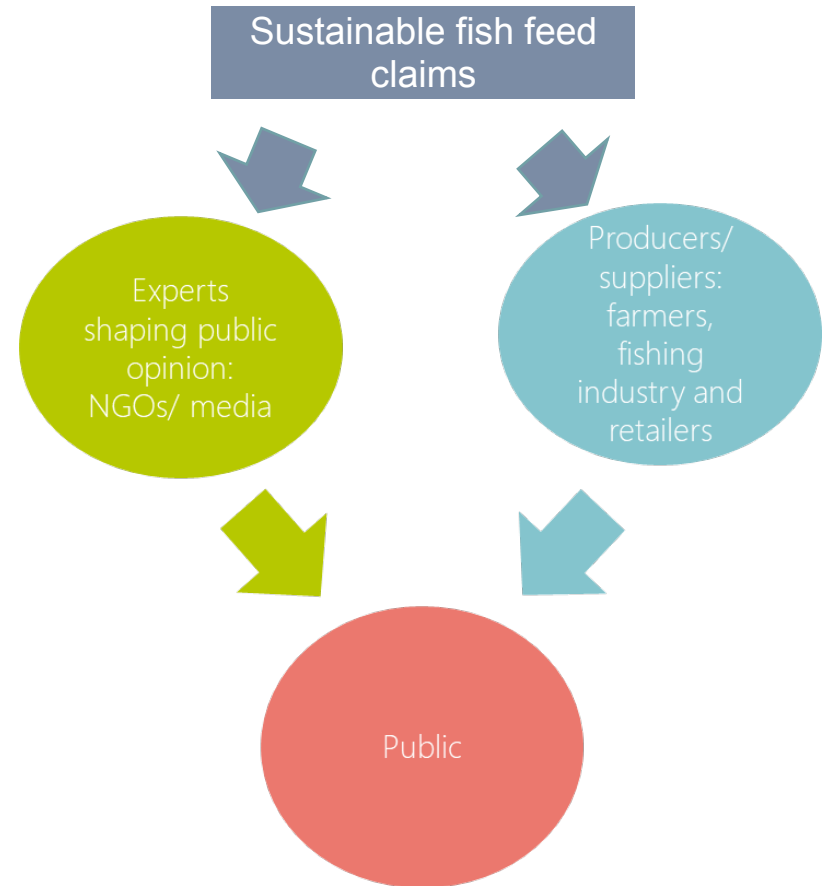 Sustainable fish feed
claims
Experts
shaping public
opinion:
NGOs/ media
Producers/
suppliers:
farmers,
fishing
industry and
retailers
Public